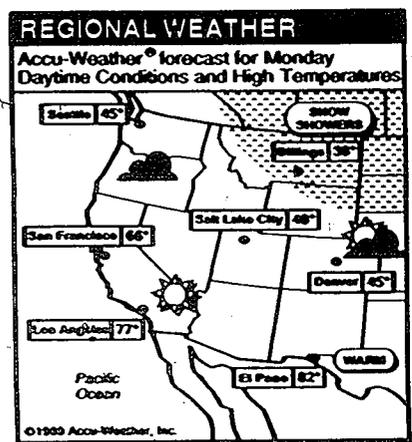 REGIONAL WEATHER
Accu-Weather® forecast for Monday
Daytime Conditions and High Temperatures
SNOW
SHOWERS
Seattle 45°
Billings 38°
Salt Lake City 48°
San Francisco 66°
Denver 45°
Los Angeles 77°
WARM
El Paso 82°
Pacific
Ocean
Accu-Weather, Inc.